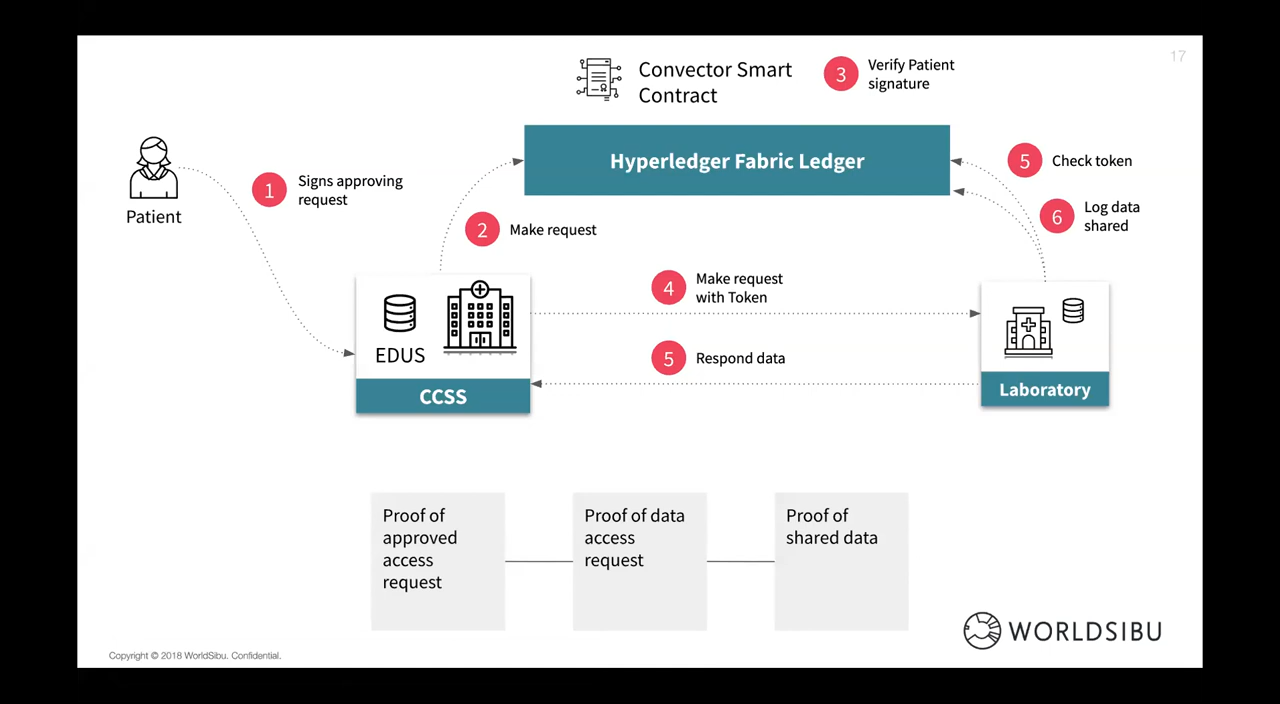 17
Convector Smart
Contract
3
Verify Patient
signature
Hyperledger Fabric Ledger
Patient
1
Signs approving
request
2
Make request
5
Check token
6
Log data
shared
4
Make request
with Token
5
Respond data
EDUS
CCSS
Laboratory
Proof of
approved
access
request
Proof of data
access
request
Proof of
shared data
WORLDSIBU
Copyright © 2018 WorldSibu. Confidential.